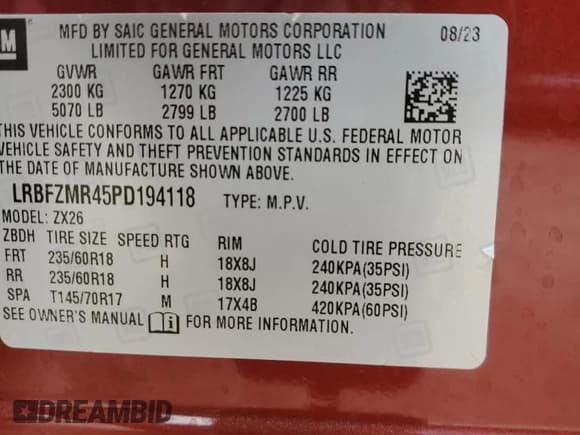 GM
MFD BY SAIC GENERAL MOTORS CORPORATION 08/23
LIMITED FOR GENERAL MOTORS LLC
GVWR GAWR FRT GAWR RR
2300 KG 1270 KG 1225 KG
5070 LB 2799 LB 2700 LB
THIS VEHICLE CONFORMS TO ALL APPLICABLE U.S. FEDERAL MOTOR
VEHICLE SAFETY AND THEFT PREVENTION STANDARDS IN EFFECT ON
THE DATE OF MANUFACTURE SHOWN ABOVE.
LRBFZMR45PD194118 TYPE: M.P.V.
MODEL: ZX26
ZBDH TIRE SIZE SPEED RTG RIM COLD TIRE PRESSURE
FRT 235/60R18 H 18X8J 240KPA(35PSI)
RR 235/60R18 H 18X8J 240KPA(35PSI)
SPA T145/70R17 M 17X4B 420KPA(60PSI)
SEE OWNER'S MANUAL FOR MORE INFORMATION.
DREAMBID